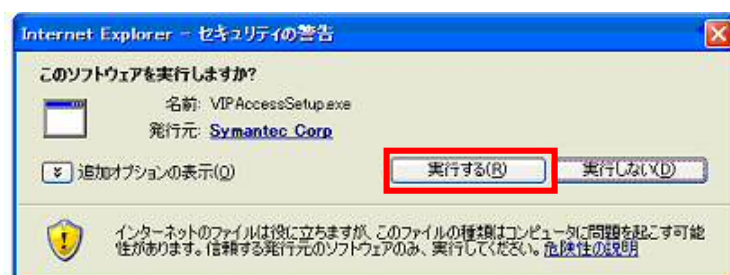 Internet Explorer - セキュリティの警告
このソフトウェアを実行しますか?
名前: VIPAccessSetup.exe
発行元: Symantec Corp
追加オプションの表示(O)
実行する(R)
実行しない(D)
インターネットのファイルは役に立ちますが、このファイルの種類はコンピュータに問題を起こす可能
性があります。信頼する発行元のソフトウェアのみ、実行してください。危険性の説明